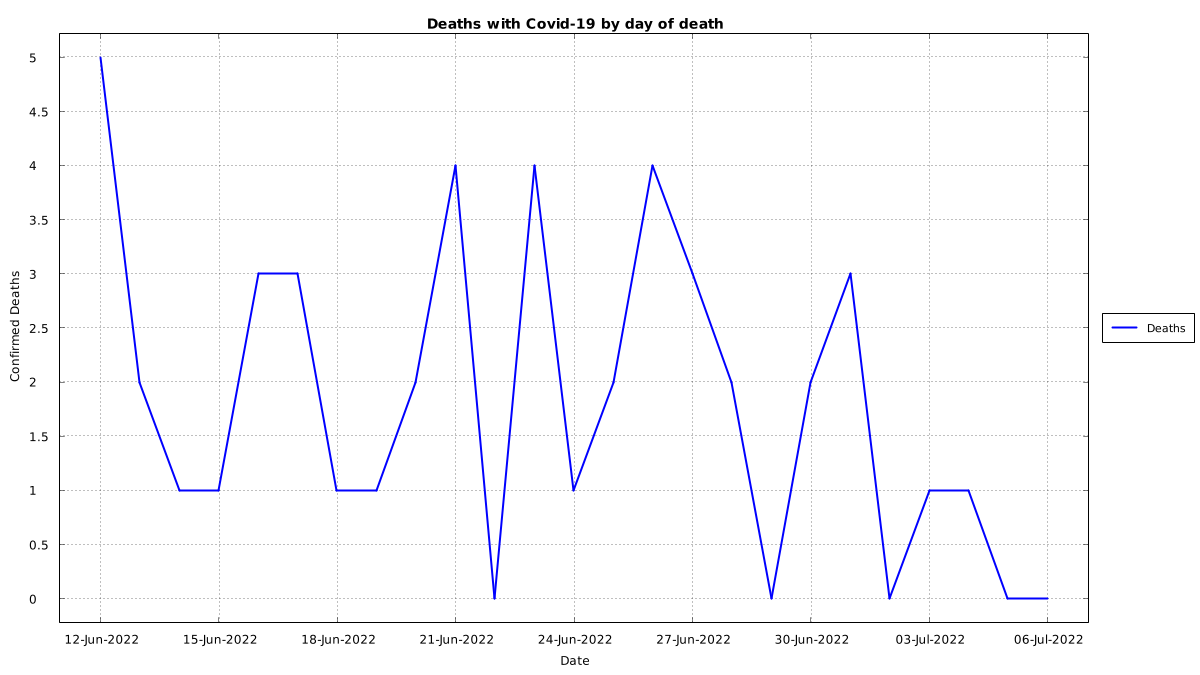 Deaths with Covid-19 by day of death
5
4.5
4
3.5
3
2.5
2
1.5
1
0.5
0
Confirmed Deaths
12-Jun-2022
15-Jun-2022
18-Jun-2022
21-Jun-2022
24-Jun-2022
27-Jun-2022
30-Jun-2022
03-Jul-2022
06-Jul-2022
Date
Deaths